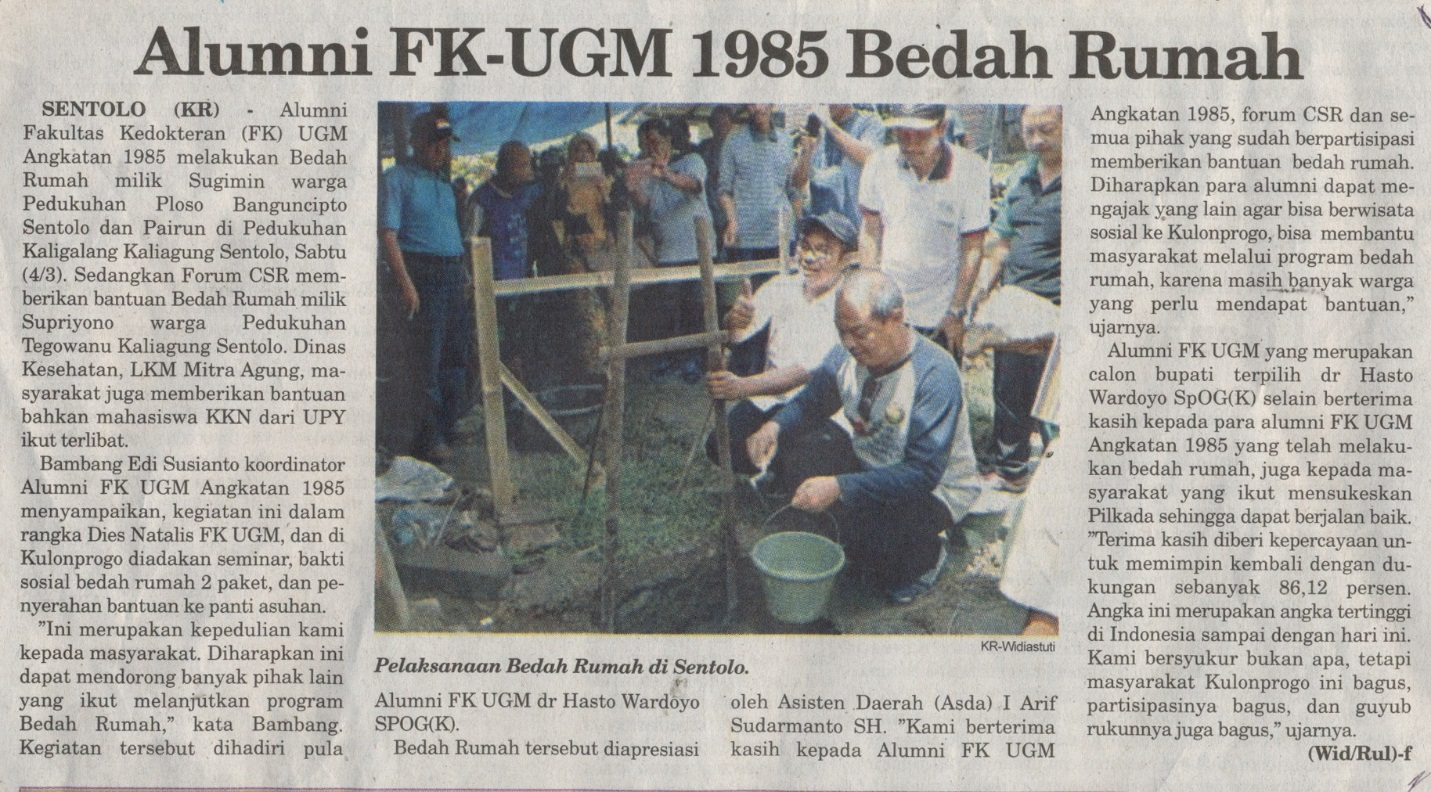 Alumni FK-UGM 1985 Bedah Rumah
SENTOLO (KR) - Alumni
Fakultas Kedokteran (FK) UGM
Angkatan 1985 melakukan Bedah
Rumah milik Sugimin warga
Pedukuhan Ploso Banguncipto
Sentolo dan Pairun di Pedukuhan
Kaligalang Kaliagung Sentolo, Sabtu
(4/3). Sedangkan Forum CSR mem-
berikan bantuan Bedah Rumah milik
Supriyono warga Pedukuhan
Tegowanu Kaliagung Sentolo. Dinas
Kesehatan, LKM Mitra Agung, ma-
syarakat juga memberikan bantuan
bahkan mahasiswa KKN dari UPY
ikut terlibat.
Bambang Edi Susianto koordinator
Alumni FK UGM Angkatan 1985
menyampaikan, kegiatan ini dalam
rangka Dies Natalis FK UGM, dan di
Kulonprogo diadakan seminar, bakti
sosial bedah rumah 2 paket, dan pe-
nyerahan bantuan ke panti asuhan.
"Ini merupakan kepedulian kami
kepada masyarakat. Diharapkan ini
dapat mendorong banyak pihak lain
yang ikut melanjutkan program
Bedah Rumah," kata Bambang.
Kegiatan tersebut dihadiri pula
KR-Widiastuti
Pelaksanaan Bedah Rumah di Sentolo.
Alumni FK UGM dr Hasto Wardoyo
SPOG(K).
Bedah Rumah tersebut diapresiasi
oleh Asisten Daerah (Asda) I Arif
Sudarmanto SH. "Kami berterima
kasih kepada Alumni FK UGM
Angkatan 1985, forum CSR dan se-
mua pihak yang sudah berpartisipasi
memberikan bantuan bedah rumah.
Diharapkan para alumni dapat me-
ngajak yang lain agar bisa berwisata
sosial ke Kulonprogo, bisa membantu
masyarakat melalui program bedah
rumah, karena masih banyak warga
yang perlu mendapat bantuan,"
ujarnya.
Alumni FK UGM yang merupakan
calon bupati terpilih dr Hasto
Wardoyo SpOG(K) selain berterima
kasih kepada para alumni FK UGM
Angkatan 1985 yang telah melaku-
kan bedah rumah, juga kepada ma-
syarakat yang ikut mensukeskan
Pilkada sehingga dapat berjalan baik.
"Terima kasih diberi kepercayaan un-
tuk memimpin kembali dengan du-
kungan sebanyak 86,12 persen.
Angka ini merupakan angka tertinggi
di Indonesia sampai dengan hari ini.
Kami bersyukur bukan apa, tetapi
masyarakat Kulonprogo ini bagus,
partisipasinya bagus, dan guyub
rukunnya juga bagus," ujarnya.
(Wid/Rul)-f